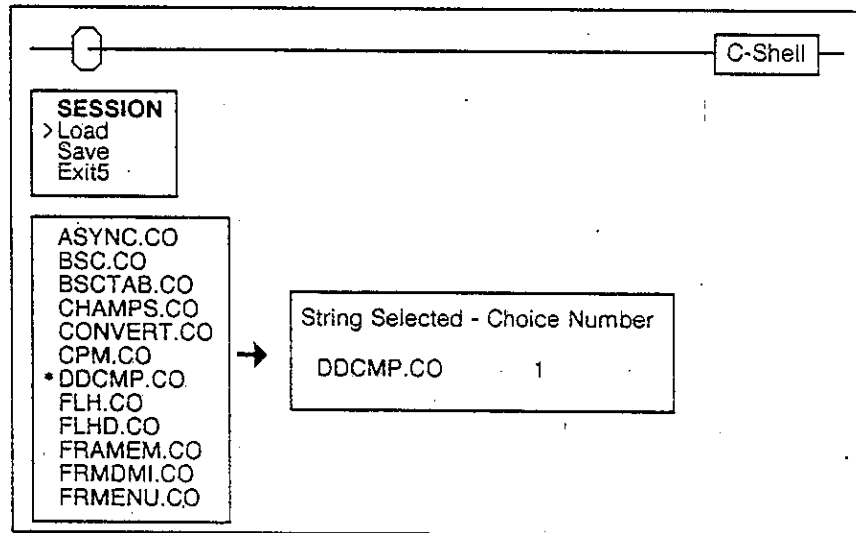 C-Shell
SESSION
>Load
Save
Exit5
ASYNC.CO
BSC.CO
BSCTAB.CO
CHAMPS.CO
CONVERT.CO
CPM.CO
*DDCMP.CO
FLH.CO
FLHD.CO
FRAMEM.CO
FRMDMI.CO
FRMENU.CO
String Selected - Choice Number
DDCMP.CO 1